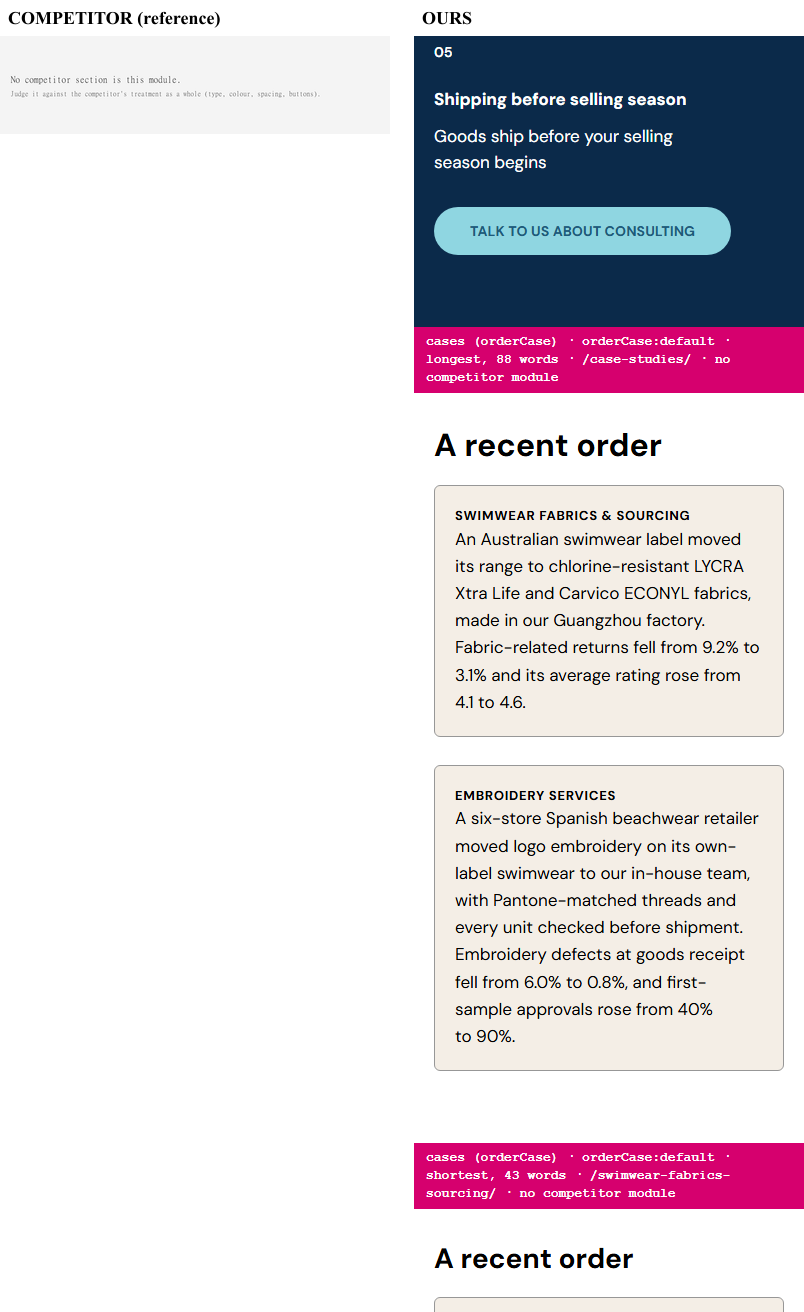 COMPETITOR (reference)
No competitor section is this module.
Judge it against the competitor's treatment as a whole (type, colour, spacing, buttons).
OURS
05
Shipping before selling season
Goods ship before your selling
season begins
TALK TO US ABOUT CONSULTING
cases (orderCase) · orderCase:default ·
longest, 88 words · /case-studies/ · no
competitor module
A recent order
SWIMWEAR FABRICS & SOURCING
An Australian swimwear label moved
its range to chlorine-resistant LYCRA
Xtra Life and Carvico ECONYL fabrics,
made in our Guangzhou factory.
Fabric-related returns fell from 9.2% to
3.1% and its average rating rose from
4.1 to 4.6.
EMBROIDERY SERVICES
A six-store Spanish beachwear retailer
moved logo embroidery on its own-
label swimwear to our in-house team,
with Pantone-matched threads and
every unit checked before shipment.
Embroidery defects at goods receipt
fell from 6.0% to 0.8%, and first-
sample approvals rose from 40%
to 90%.
cases (orderCase) · orderCase:default ·
shortest, 43 words · /swimwear-fabrics-
sourcing/ · no competitor module
A recent order